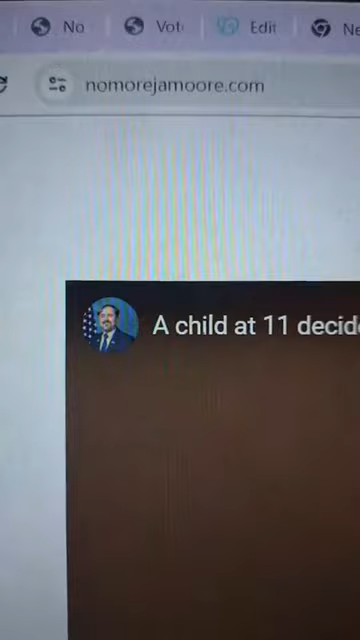 No
Vot
Edit
Ne
nomorejamoore.com
A child at 11 decid